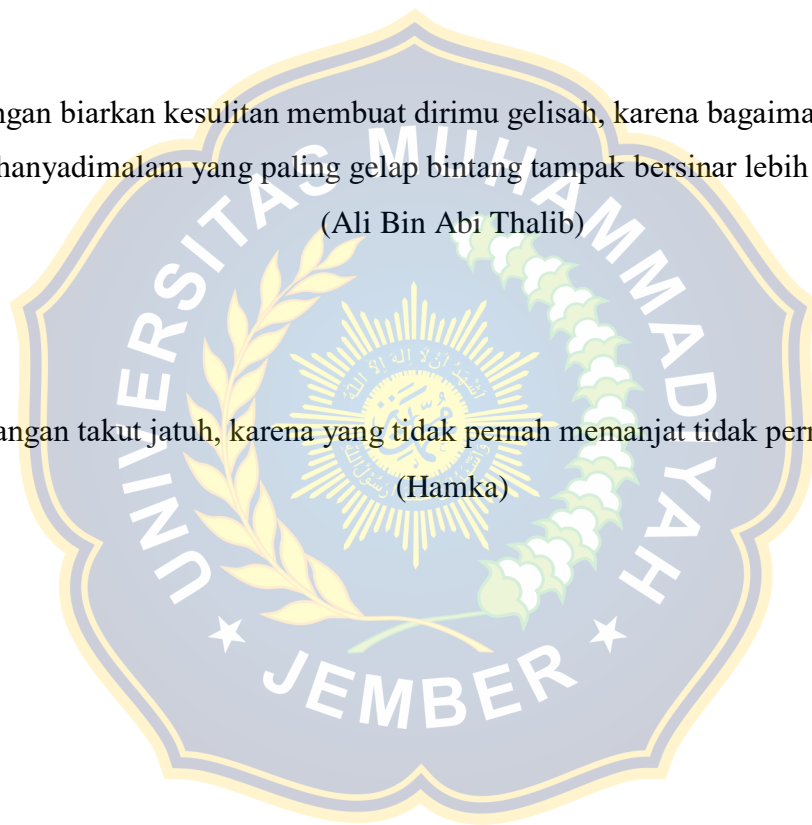 ngan biarkan kesulitan membuat dirimu gelisah, karena bagaima
hanyadimalam yang paling gelap bintang tampak bersinar lebih
(Ali Bin Abi Thalib)
angan takut jatuh, karena yang tidak pernah memanjat tidak pern
(Hamka)
UNIVERSITAS MUHAMMADIYAH
JEMBER